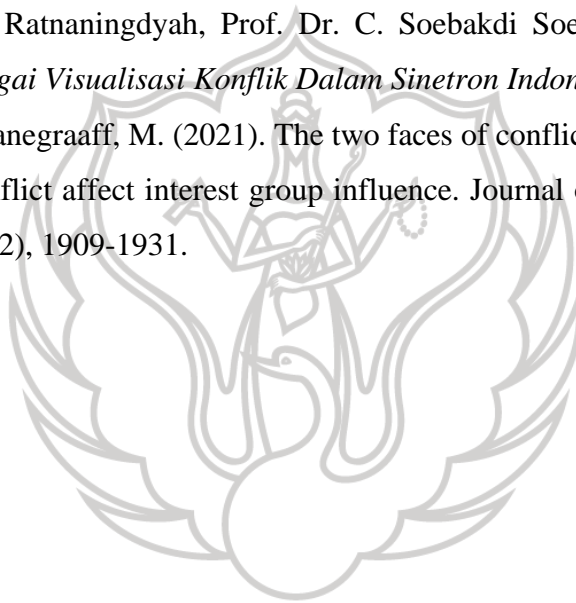 Ratnaningdyah, Prof. Dr. C. Soebakdi Soe
gai Visualisasi Konflik Dalam Sinetron Indon
anegraaff, M. (2021). The two faces of conflic
flict affect interest group influence. Journal
2), 1909-1931.